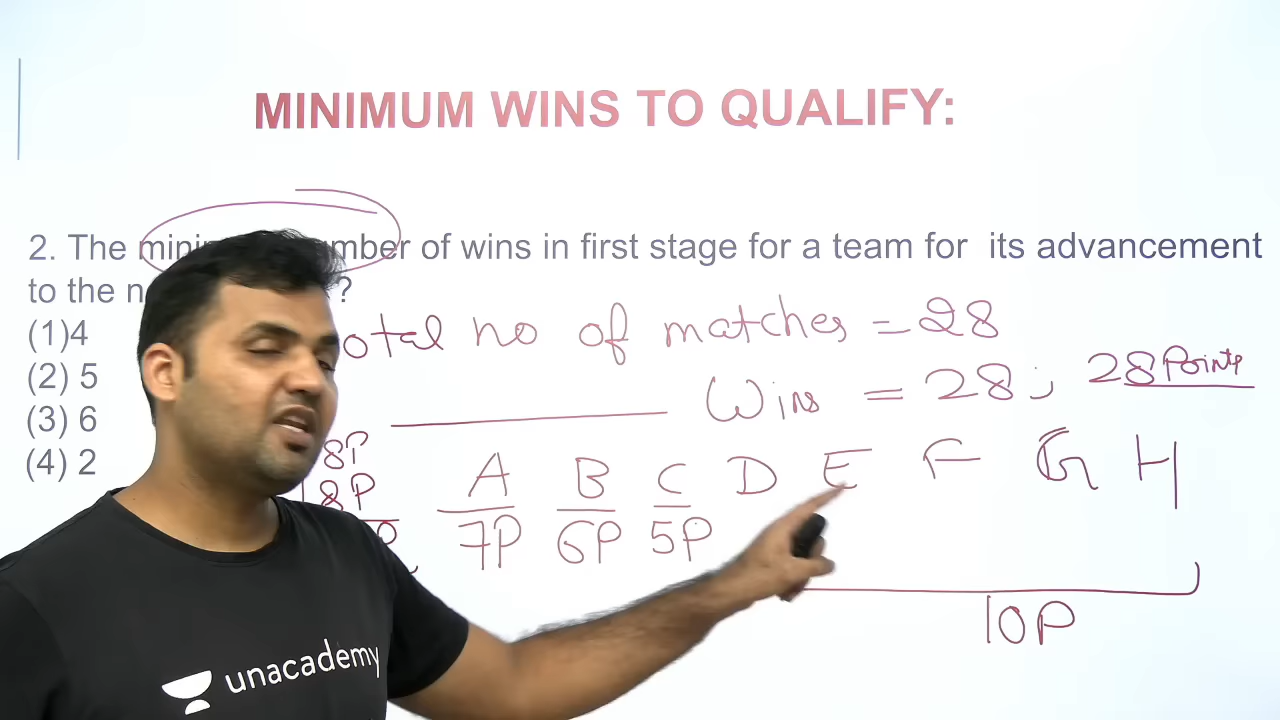 MINIMUM WINS TO QUALIFY:
2. The number of wins in first stage for a team for its advancement
to the ?
(1)4 otal no of matches = 28
(2) 5 Wins = 28; 28 Points
(3) 6
(4) 2
8P
8P
A B C D E F G H
7P 6P 5P
10P
unacademy